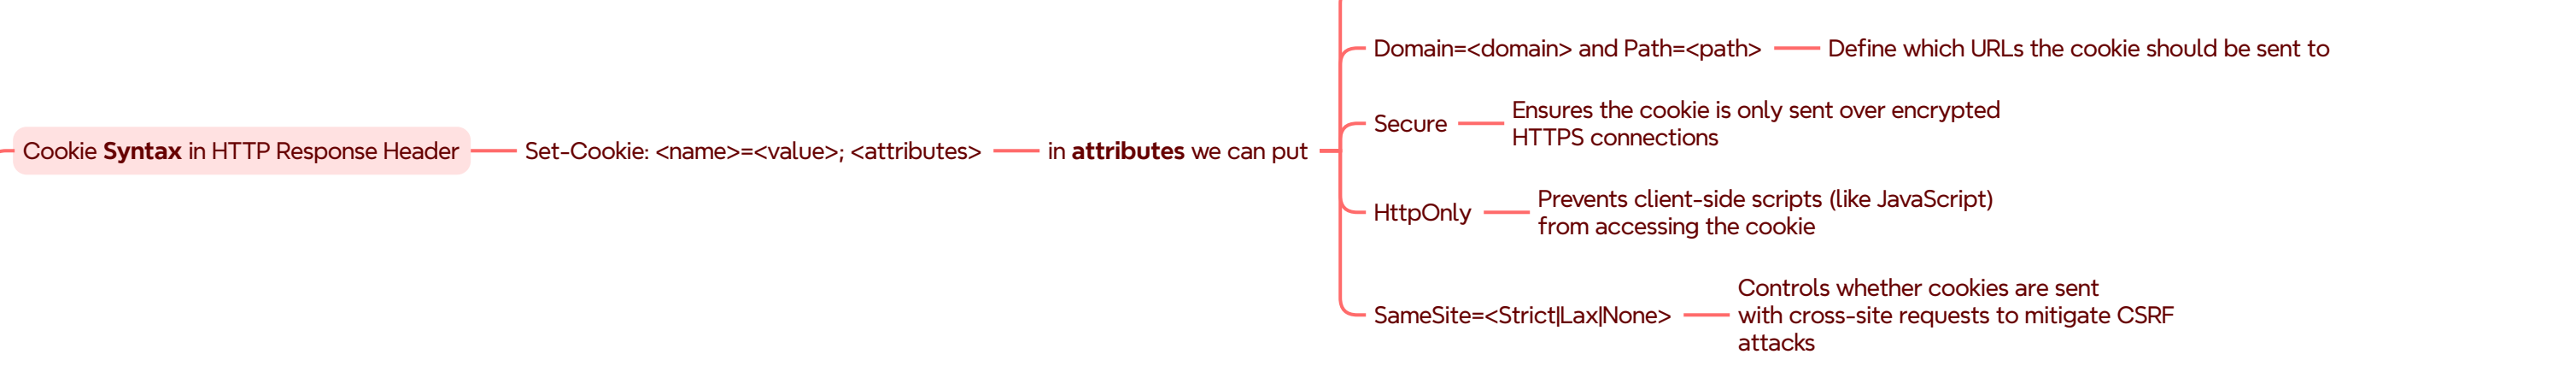 Cookie Syntax in HTTP Response Header
Set-Cookie: <name>=<value>; <attributes>
in attributes we can put
Domain=<domain> and Path=<path>
Define which URLs the cookie should be sent to
Secure
Ensures the cookie is only sent over encrypted
HTTPS connections
HttpOnly
Prevents client-side scripts (like JavaScript)
from accessing the cookie
SameSite=<Strict|Lax|None>
Controls whether cookies are sent
with cross-site requests to mitigate CSRF
attacks